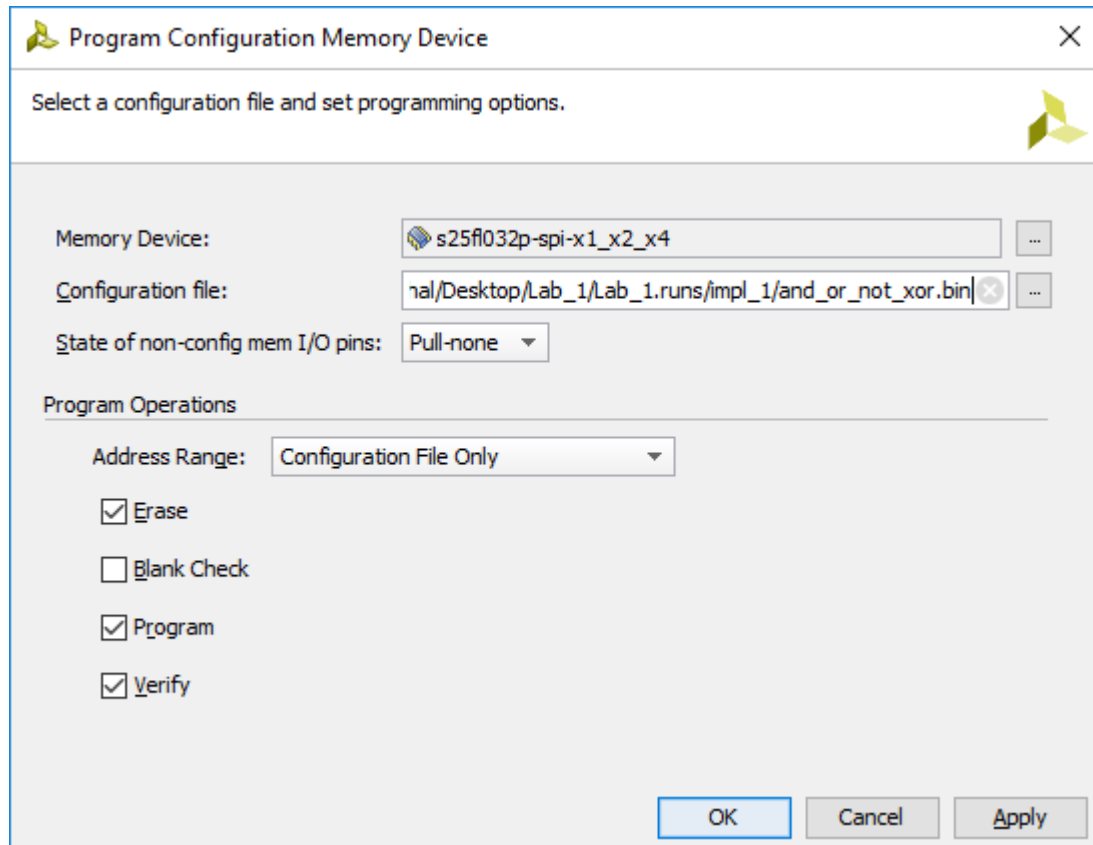 Program Configuration Memory Device
Select a configuration file and set programming options.
Memory Device: s25fl032p-spi-x1_x2_x4 ...
Configuration file: nal/Desktop/Lab_1/Lab_1.runs/impl_1/and_or_not_xor.bin ...
State of non-config mem I/O pins: Pull-none
Program Operations
Address Range: Configuration File Only
Erase
Blank Check
Program
Verify
OK Cancel Apply